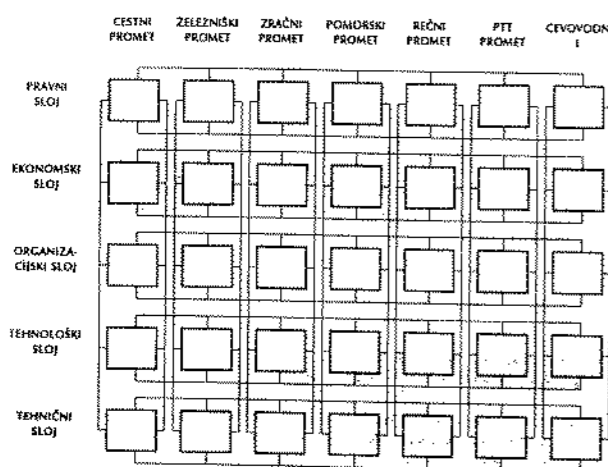 CESTNI
PROMET
ŽELEZNIŠKI
PROMET
ZRAČNI
PROMET
POMORSKI
PROMET
REČNI
PROMET
PTT
PROMET
CEVOVODN
I
PRAVNI
SLOJ
EKONOMSKI
SLOJ
ORGANIZA-
CIJSKI SLOJ
TEHNOLOŠKI
SLOJ
TEHNIČNI
SLOJ